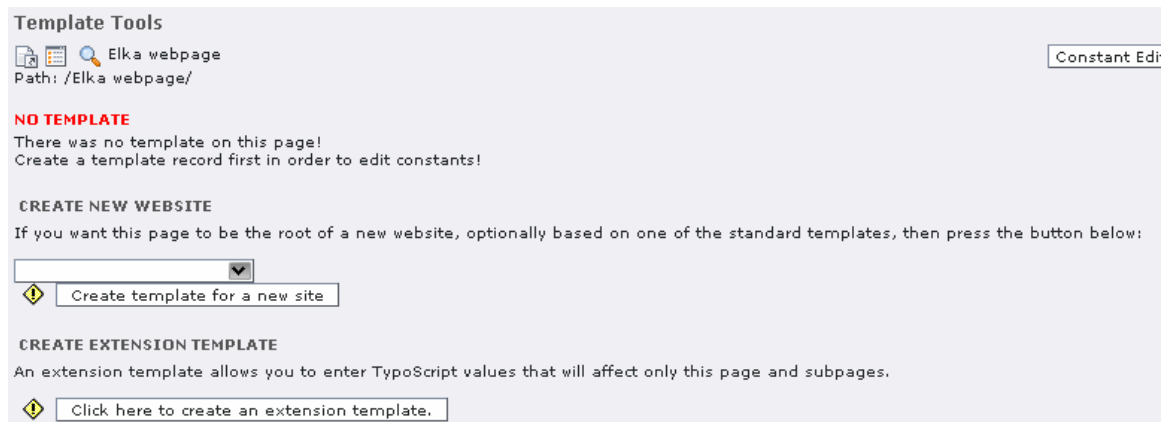 Template Tools
Elka webpage
Constant Edi
Path: /Elka webpage/
NO TEMPLATE
There was no template on this page!
Create a template record first in order to edit constants!
CREATE NEW WEBSITE
If you want this page to be the root of a new website, optionally based on one of the standard templates, then press the button below:
Create template for a new site
CREATE EXTENSION TEMPLATE
An extension template allows you to enter TypoScript values that will affect only this page and subpages.
Click here to create an extension template.